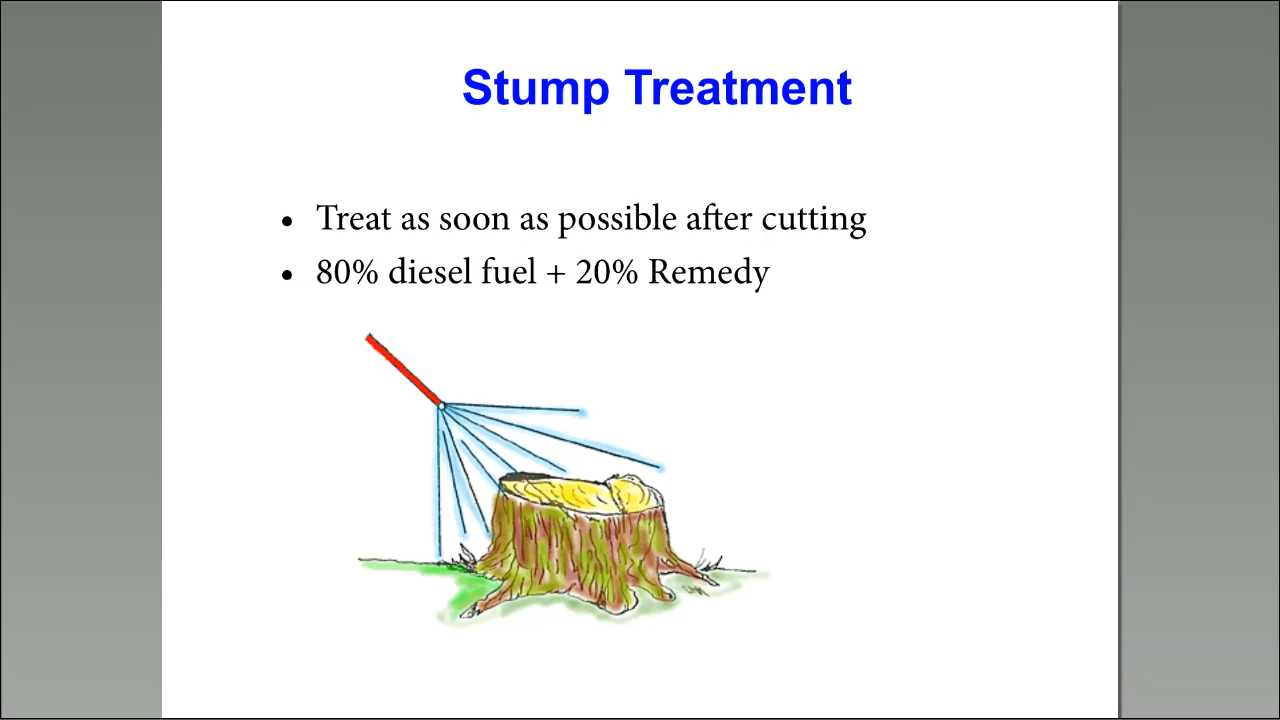 Stump Treatment
• Treat as soon as possible after cutting
• 80% diesel fuel + 20% Remedy